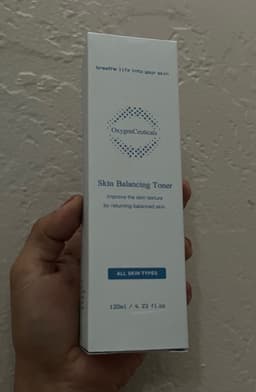 breathe life into your skin
OxygenCeuticals
Skin Balancing Toner
Improve the skin texture
by returning balanced skin
ALL SKIN TYPES
120ml / 4.23 fl.oz